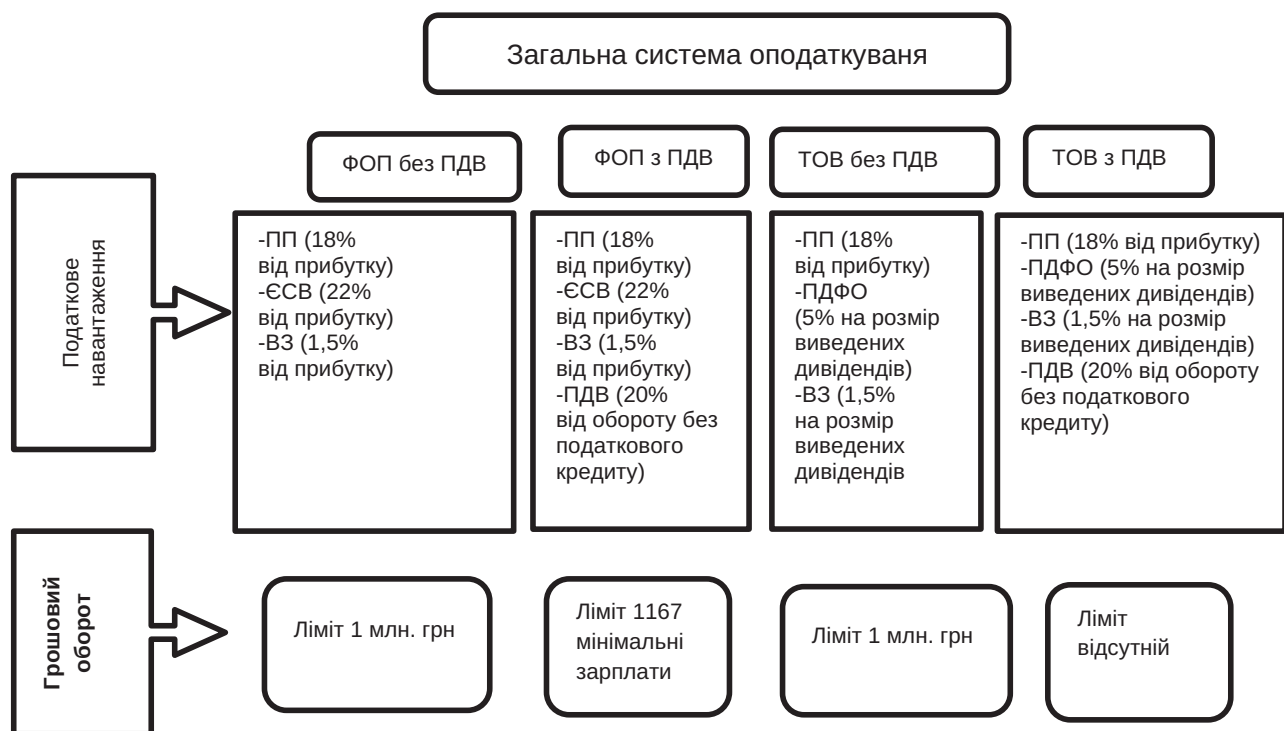 Загальна система оподаткуваня
ФОП без ПДВ
ФОП з ПДВ
ТОВ без ПДВ
ТОВ з ПДВ
Податкове
навантаження
-ПП (18%
від прибутку)
-ЄСВ (22%
від прибутку)
-ВЗ (1,5%
від прибутку)
-ПП (18%
від прибутку)
-ЄСВ (22%
від прибутку)
-ВЗ (1,5%
від прибутку)
-ПДВ (20%
від обороту без
податкового
кредиту)
-ПП (18%
від прибутку)
-ПДФО
(5% на розмір
виведених
дивідендів)
-ВЗ (1,5%
на розмір
виведених
дивідендів
-ПП (18% від прибутку)
-ПДФО (5% на розмір
виведених дивідендів)
-ВЗ (1,5% на розмір
виведених дивідендів)
-ПДВ (20% від обороту
без податкового
кредиту)
Грошовий
оборот
Ліміт 1 млн. грн
Ліміт 1167
мінімальні
зарплати
Ліміт 1 млн. грн
Ліміт
відсутній